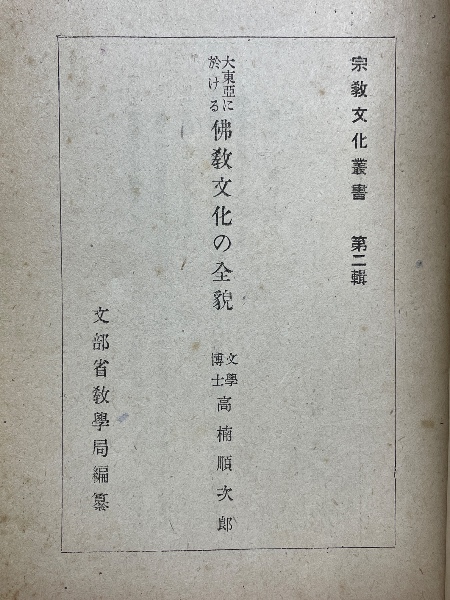 宗教文化叢書 第二輯
大東亞に於ける佛教文化の全貌
文學博士 高楠順次郎
文部省教學局編纂